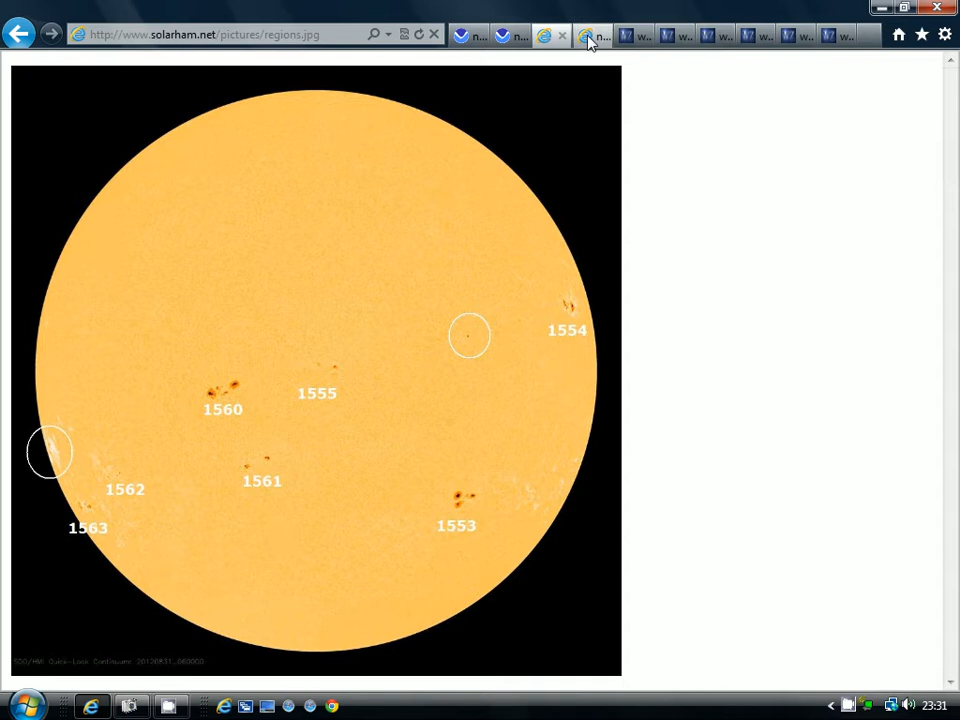 http://www.solarham.net/pictures/regions.jpg
n...
n...
n...
w..
w..
w..
w..
w..
w..
1554
1555
1560
1561
1562
1553
1563
23:31